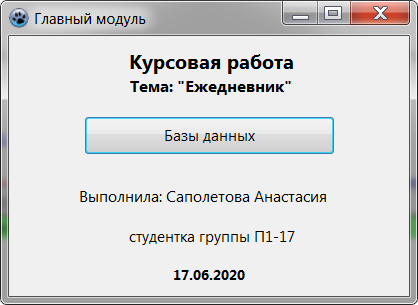 Главный модуль
Курсовая работа
Тема: "Ежедневник"
Базы данных
Выполнила: Саполетова Анастасия
студентка группы П1-17
17.06.2020